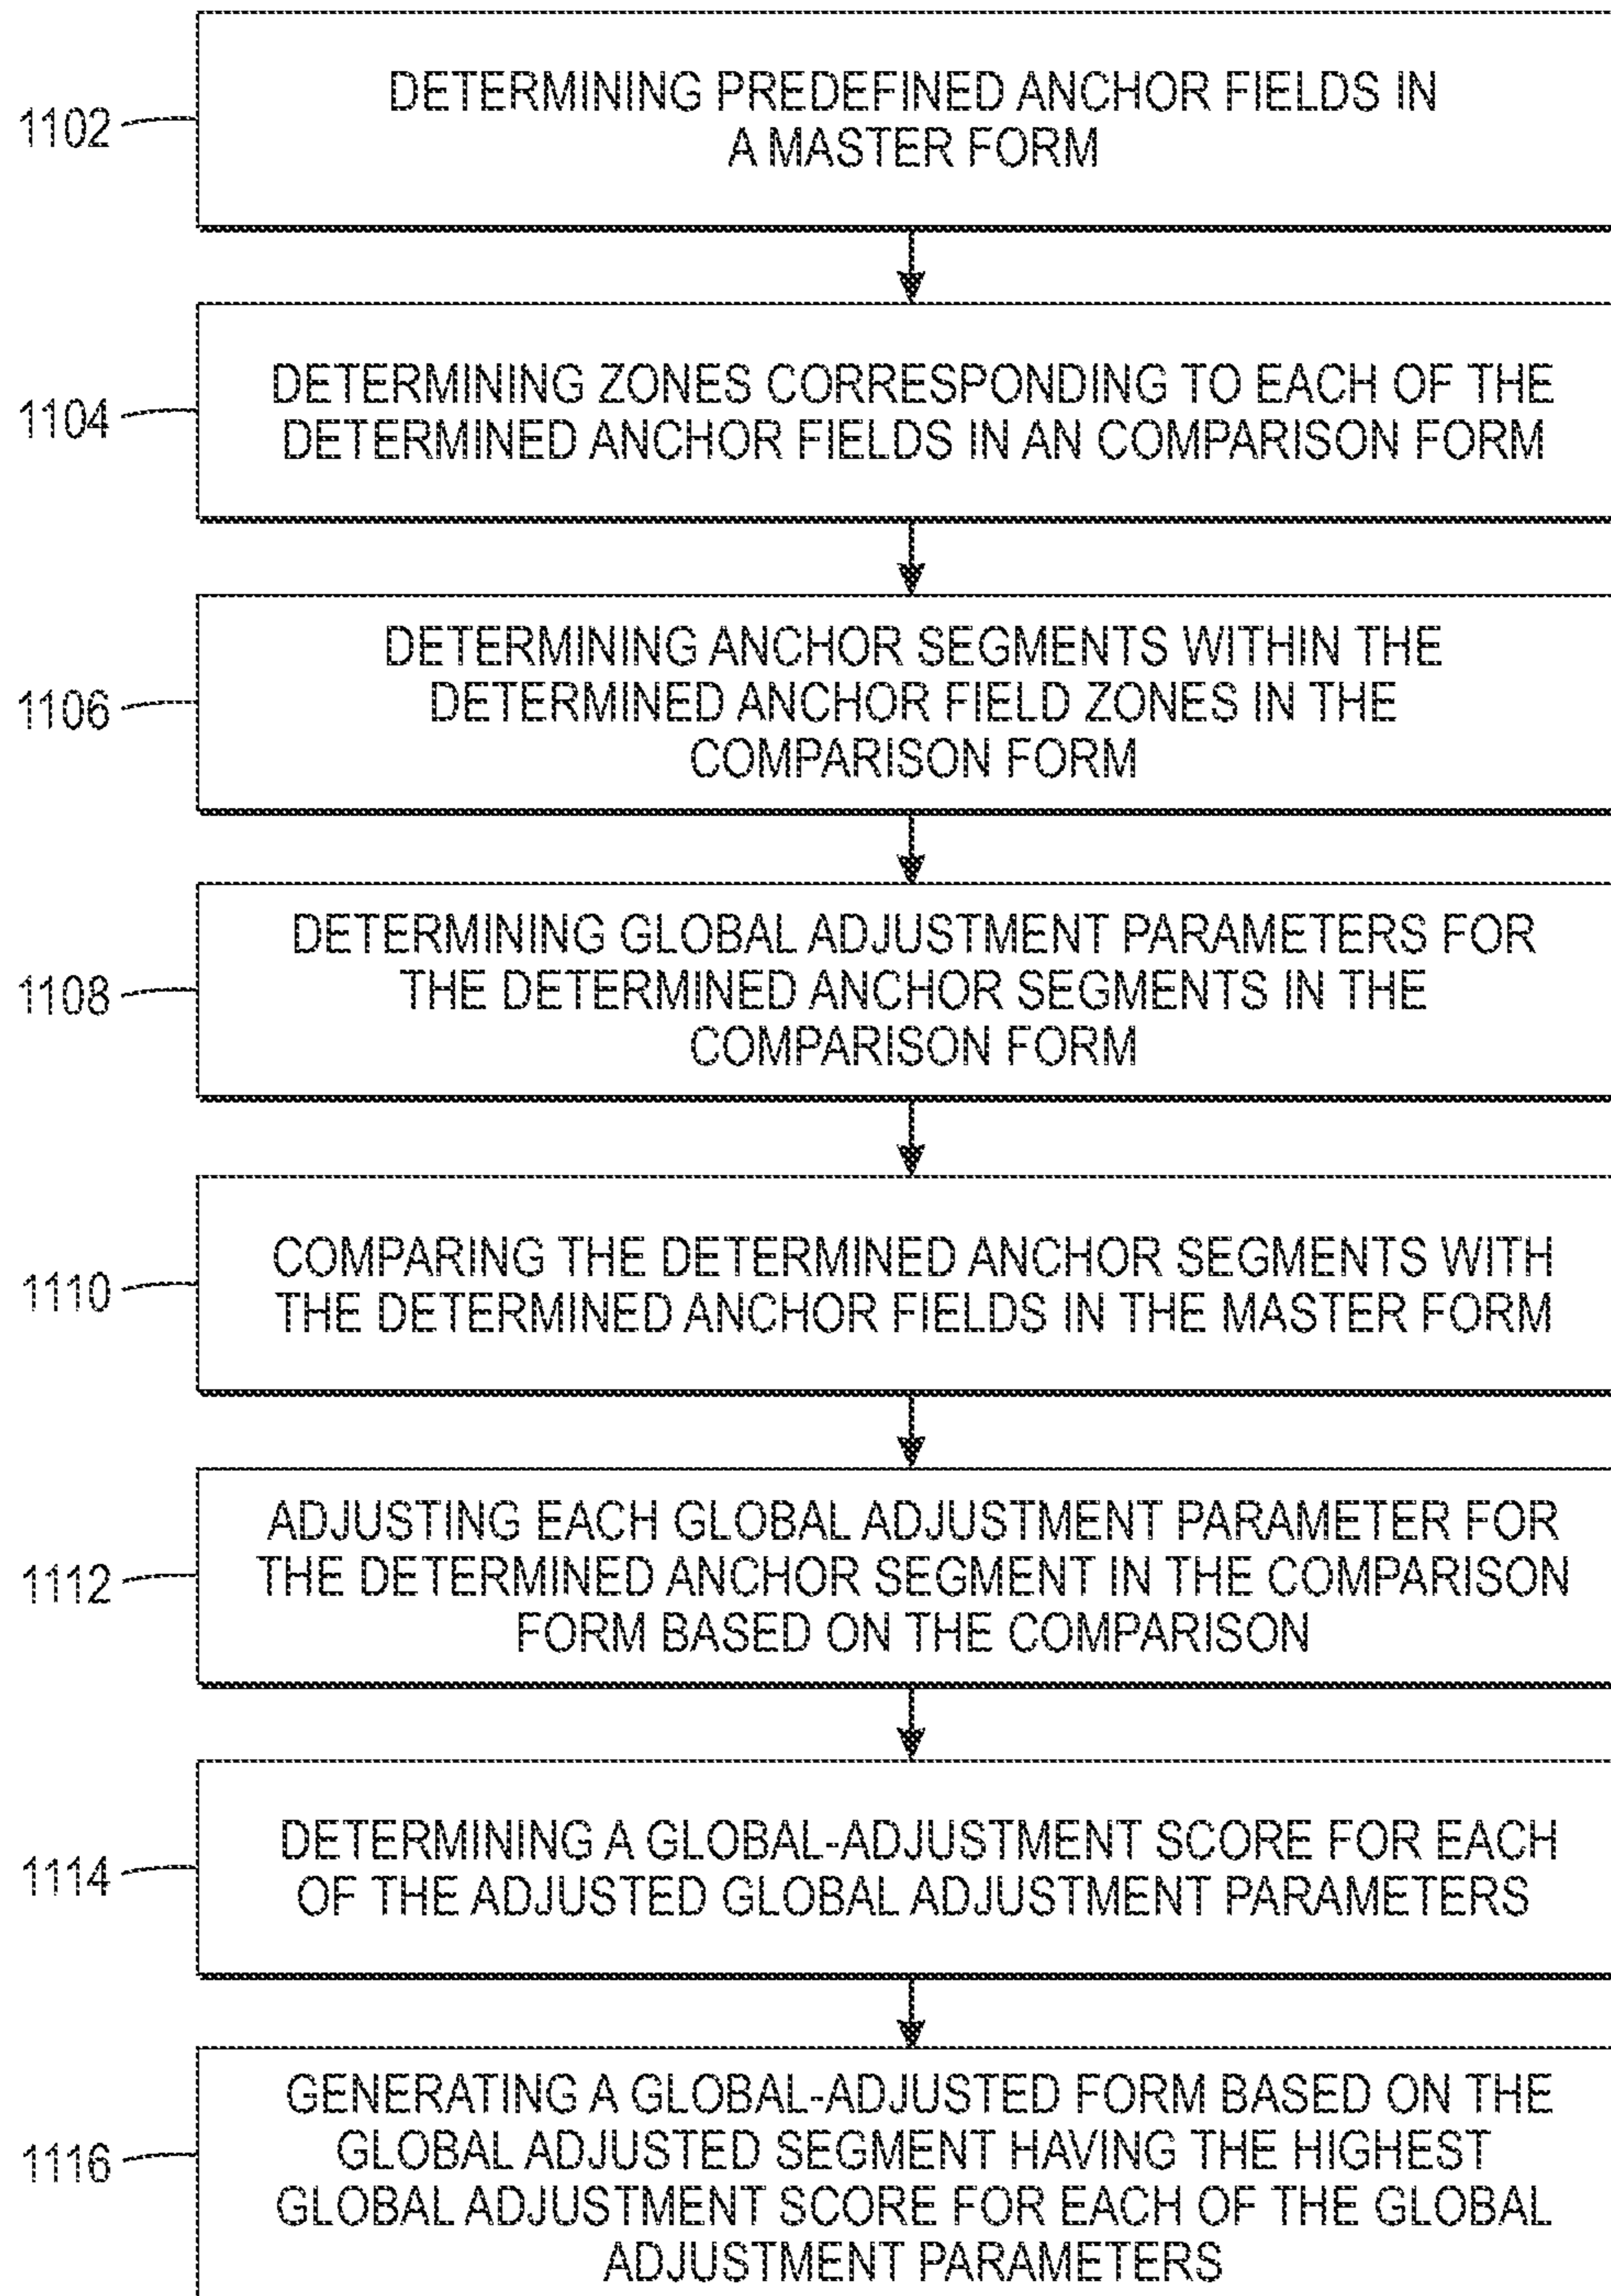 1102
DETERMINING PREDEFINED ANCHOR FIELDS IN
A MASTER FORM
1104
DETERMINING ZONES CORRESPONDING TO EACH OF THE
DETERMINED ANCHOR FIELDS IN AN COMPARISON FORM
1106
DETERMINING ANCHOR SEGMENTS WITHIN THE
DETERMINED ANCHOR FIELD ZONES IN THE
COMPARISON FORM
1108
DETERMINING GLOBAL ADJUSTMENT PARAMETERS FOR
THE DETERMINED ANCHOR SEGMENTS IN THE
COMPARISON FORM
1110
COMPARING THE DETERMINED ANCHOR SEGMENTS WITH
THE DETERMINED ANCHOR FIELDS IN THE MASTER FORM
1112
ADJUSTING EACH GLOBAL ADJUSTMENT PARAMETER FOR
THE DETERMINED ANCHOR SEGMENT IN THE COMPARISON
FORM BASED ON THE COMPARISON
1114
DETERMINING A GLOBAL-ADJUSTMENT SCORE FOR EACH
OF THE ADJUSTED GLOBAL ADJUSTMENT PARAMETERS
1116
GENERATING A GLOBAL-ADJUSTED FORM BASED ON THE
GLOBAL ADJUSTED SEGMENT HAVING THE HIGHEST
GLOBAL ADJUSTMENT SCORE FOR EACH OF THE GLOBAL
ADJUSTMENT PARAMETERS